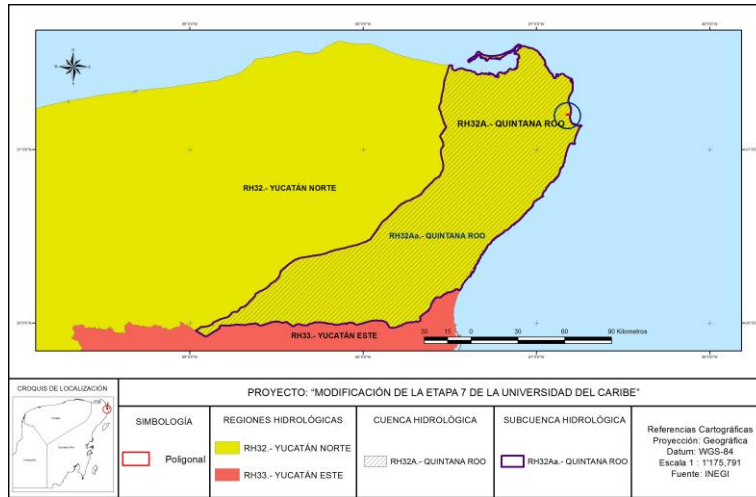 RH32A.- QUINTANA ROO
RH32.- YUCATÁN NORTE
RH32Aa.- QUINTANA ROO
RH33.- YUCATÁN ESTE
30 15 0 30 60 90 Kilometros
CROQUIS DE LOCALIZACIÓN
PROYECTO: "MODIFICACIÓN DE LA ETAPA 7 DE LA UNIVERSIDAD DEL CARIBE"
SIMBOLOGÍA
Poligonal
REGIONES HIDROLÓGICAS
RH32.- YUCATÁN NORTE
RH33.- YUCATÁN ESTE
CUENCA HIDROLÓGICA
RH32A.- QUINTANA ROO
SUBCUENCA HIDROLÓGICA
RH32Aa.- QUINTANA ROO
Referencias Cartográficas
Proyección: Geográfica
Datum: WGS-84
Escala 1 : 1'175,791
Fuente: INEGI